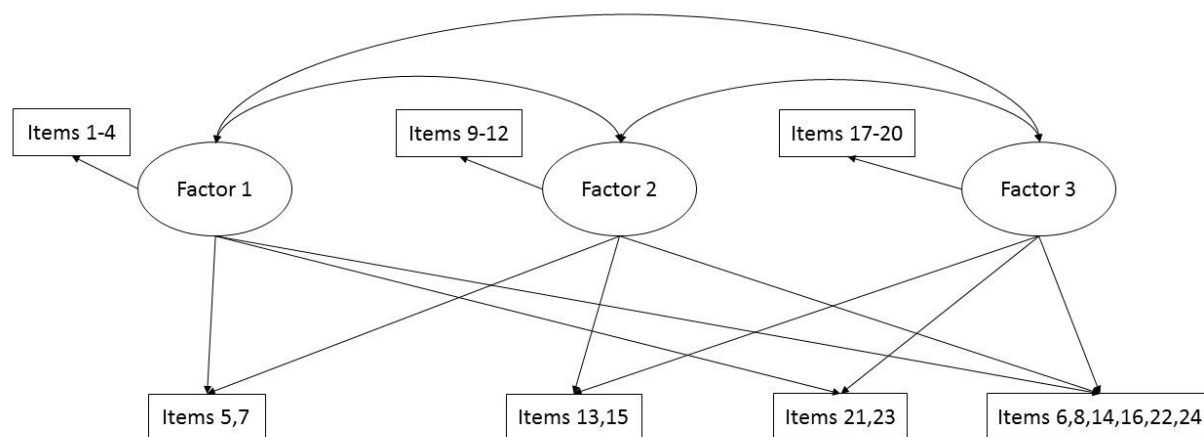 Items 1-4
Items 9-12
Items 17-20
Factor 1
Factor 2
Factor 3
Items 5,7
Items 13,15
Items 21,23
Items 6,8,14,16,22,24